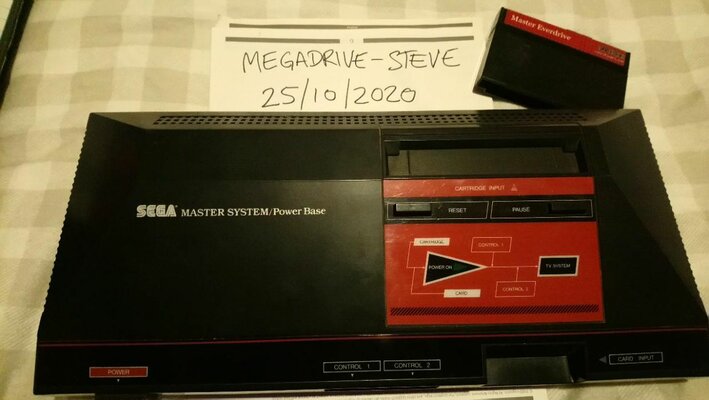 MEGADRIVE-STEVE
25/10/2020
Master Everdrive
SEGA MASTER SYSTEM/Power Base
CARTRIDGE INPUT
RESET
PAUSE
CARTRIDGE
CONTROL 1
POWER ON
TV SYSTEM
CARD
CONTROL 2
POWER
CONTROL 1
CONTROL 2
CARD INPUT